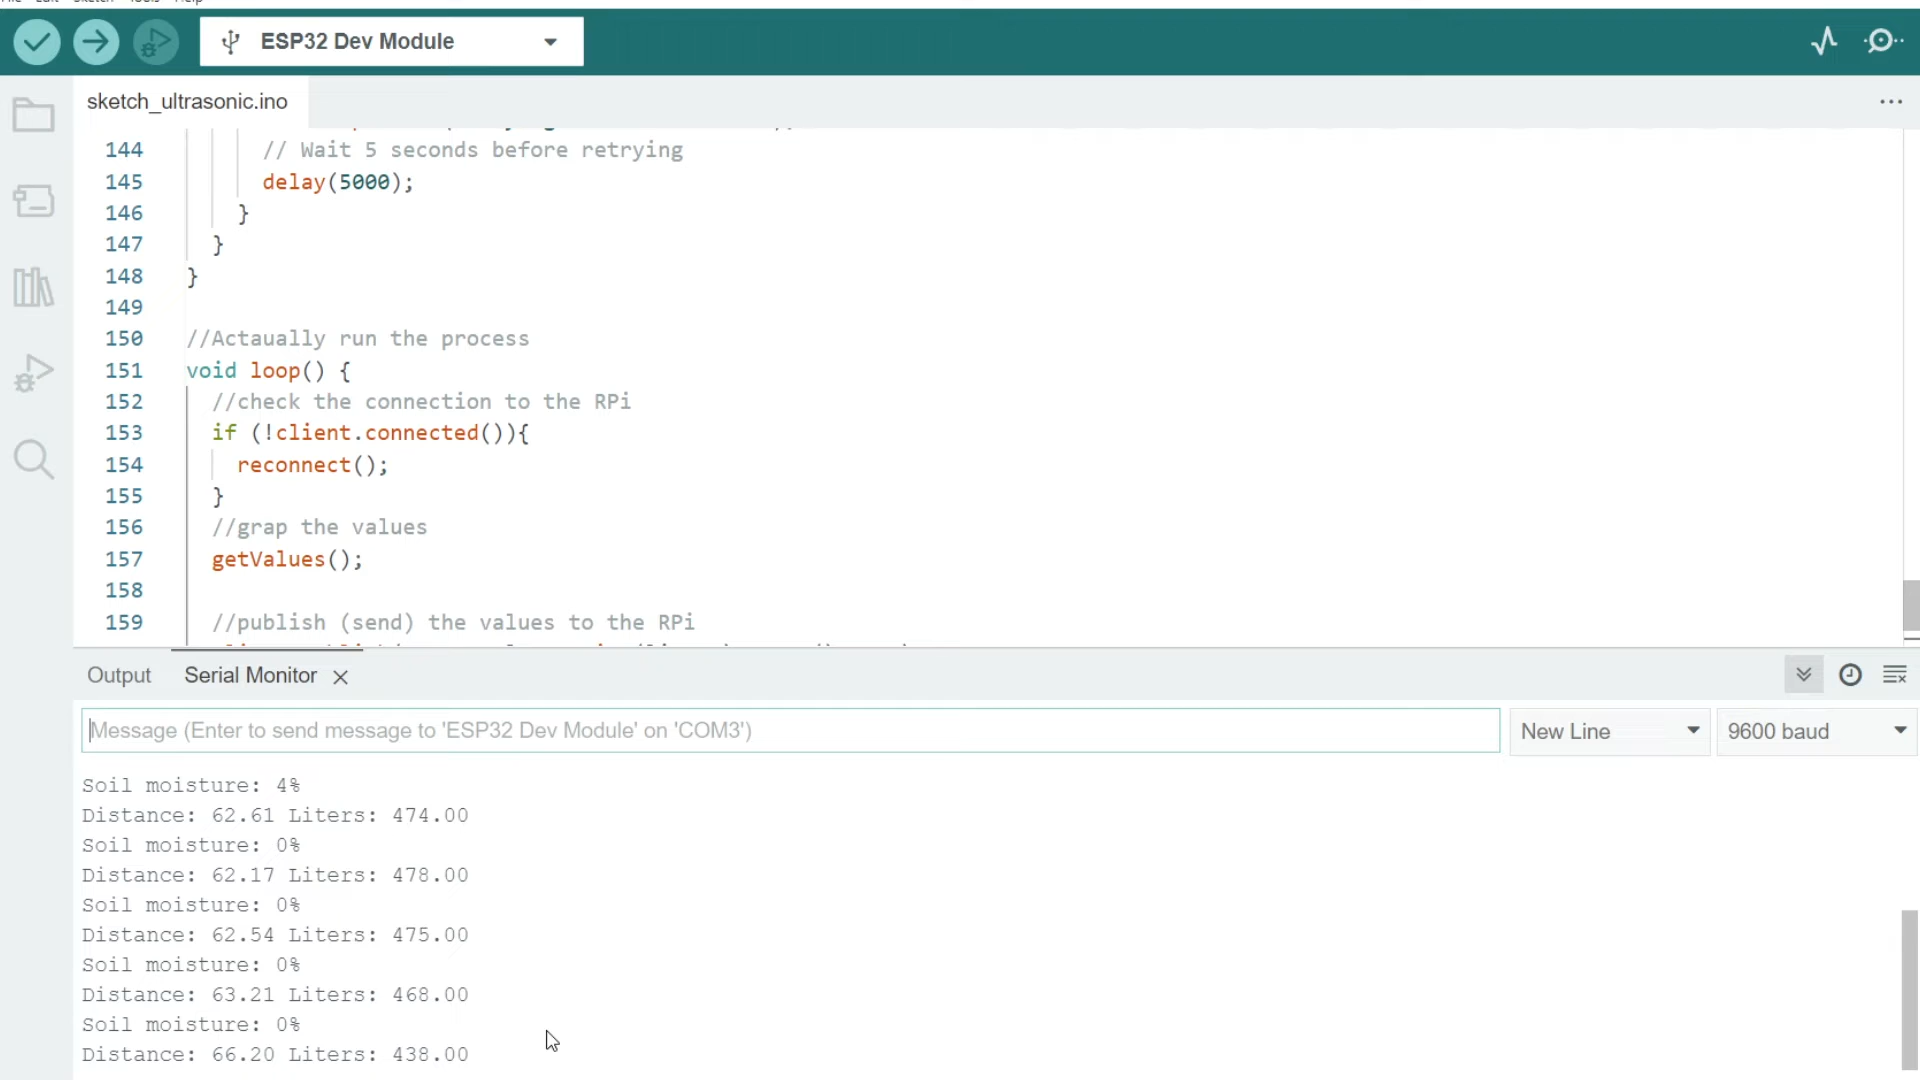 File Edit Sketch Tools Help
ESP32 Dev Module
sketch_ultrasonic.ino
144 // Wait 5 seconds before retrying
145 delay(5000);
146 }
147 }
148 }
149
150 //Actaually run the process
151 void loop() {
152 //check the connection to the RPi
153 if (!client.connected()){
154 reconnect();
155 }
156 //grap the values
157 getValues();
158
159 //publish (send) the values to the RPi
Output Serial Monitor
Message (Enter to send message to 'ESP32 Dev Module' on 'COM3')
New Line
9600 baud
Soil moisture: 4%
Distance: 62.61 Liters: 474.00
Soil moisture: 0%
Distance: 62.17 Liters: 478.00
Soil moisture: 0%
Distance: 62.54 Liters: 475.00
Soil moisture: 0%
Distance: 63.21 Liters: 468.00
Soil moisture: 0%
Distance: 66.20 Liters: 438.00